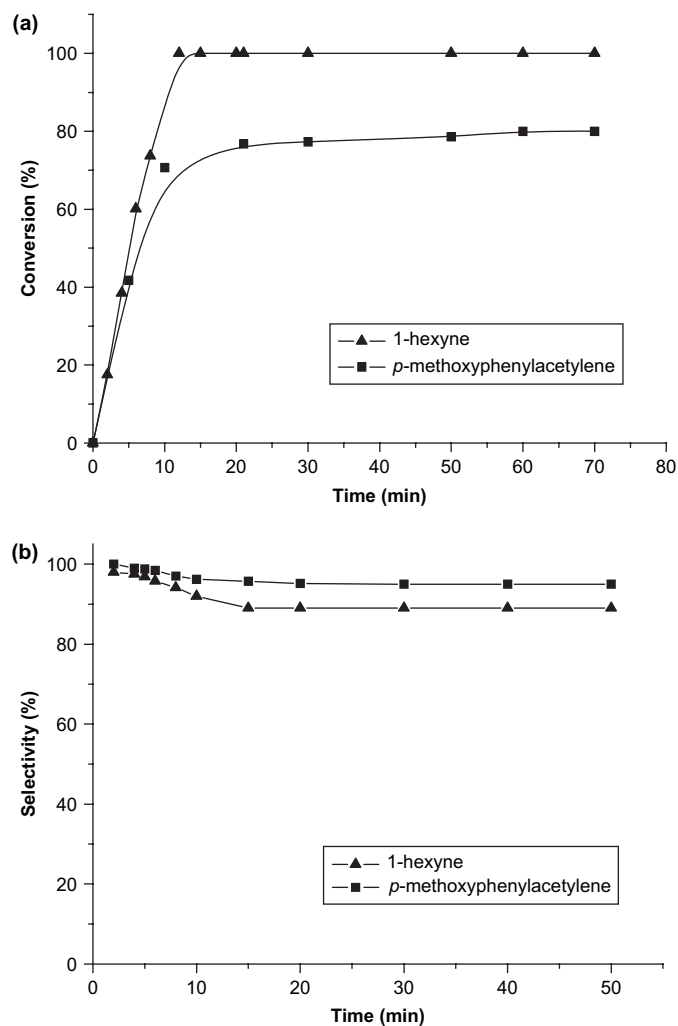 (a)
100
80
60
40
20
0
Conversion (%)
1-hexyne
p-methoxyphenylacetylene
0 10 20 30 40 50 60 70 80
Time (min)
(b)
100
80
60
40
20
0
Selectivity (%)
1-hexyne
p-methoxyphenylacetylene
0 10 20 30 40 50
Time (min)